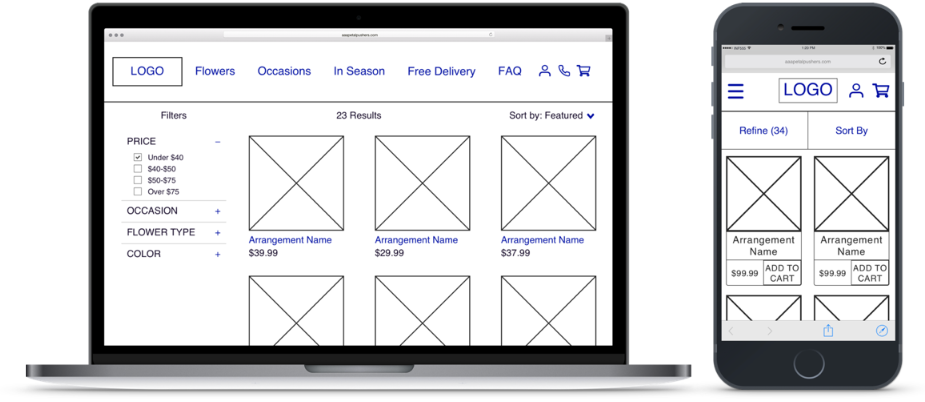 asapetalpushers.com
LOGO Flowers Occasions In Season Free Delivery FAQ
Filters 23 Results Sort by: Featured
PRICE −
Under $40
$40-$50
$50-$75
Over $75
OCCASION +
FLOWER TYPE +
COLOR +
Arrangement Name Arrangement Name Arrangement Name
$39.99 $29.99 $37.99
1:20 PM 100%
asapetalpushers.com
LOGO
Refine (34) Sort By
Arrangement Name
$99.99 ADD TO CART
Arrangement Name
$99.99 ADD TO CART